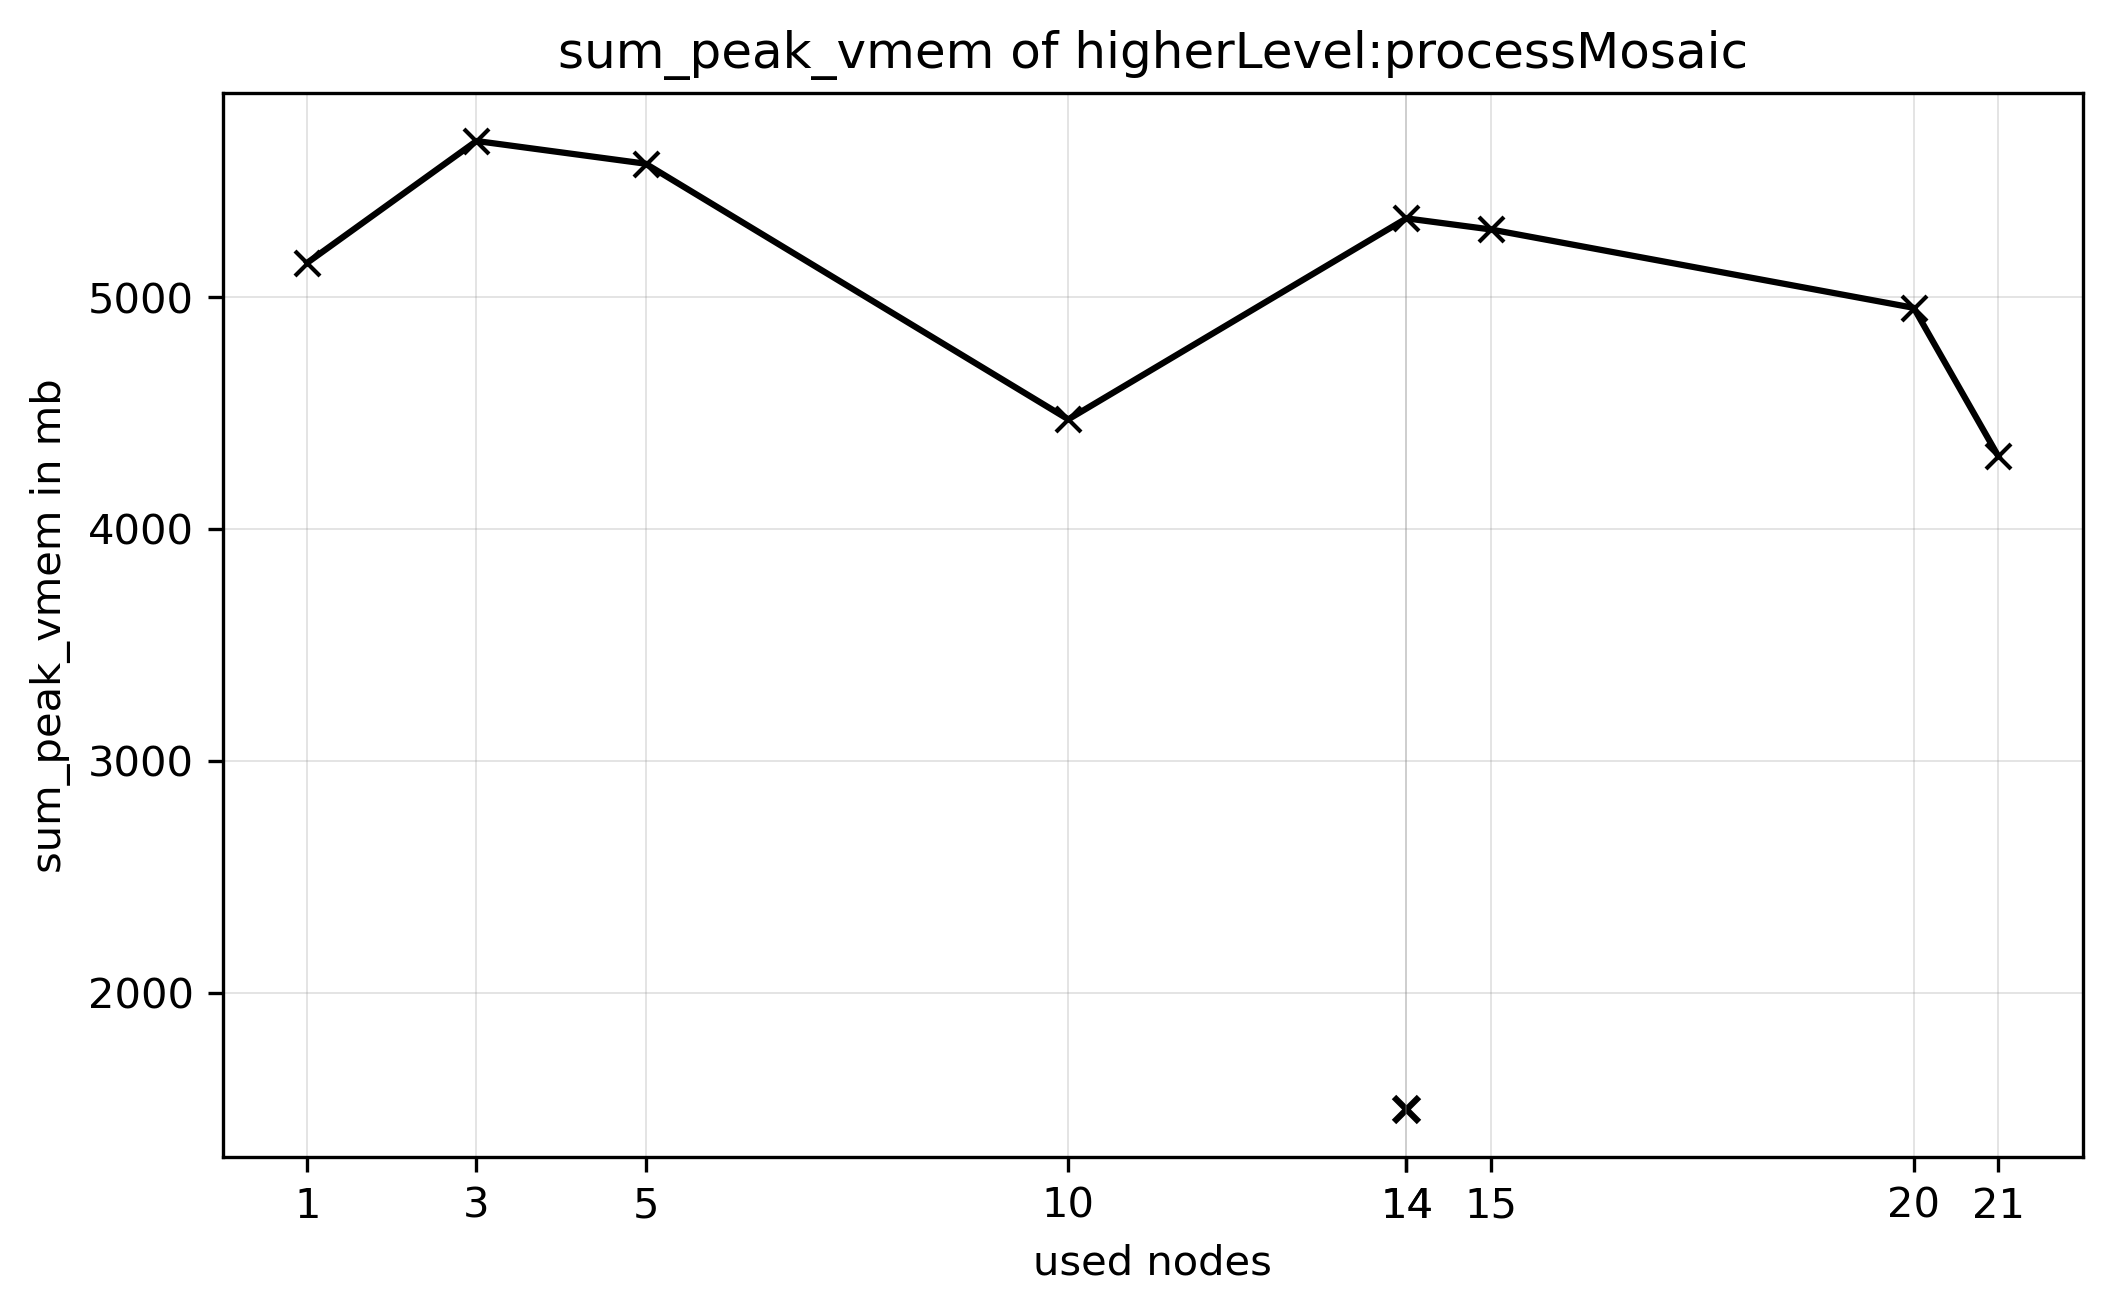 sum_peak_vmem of higherLevel:processMosaic
sum_peak_vmem in mb
5000
4000
3000
2000
1 3 5 10 14 15 20 21
used nodes